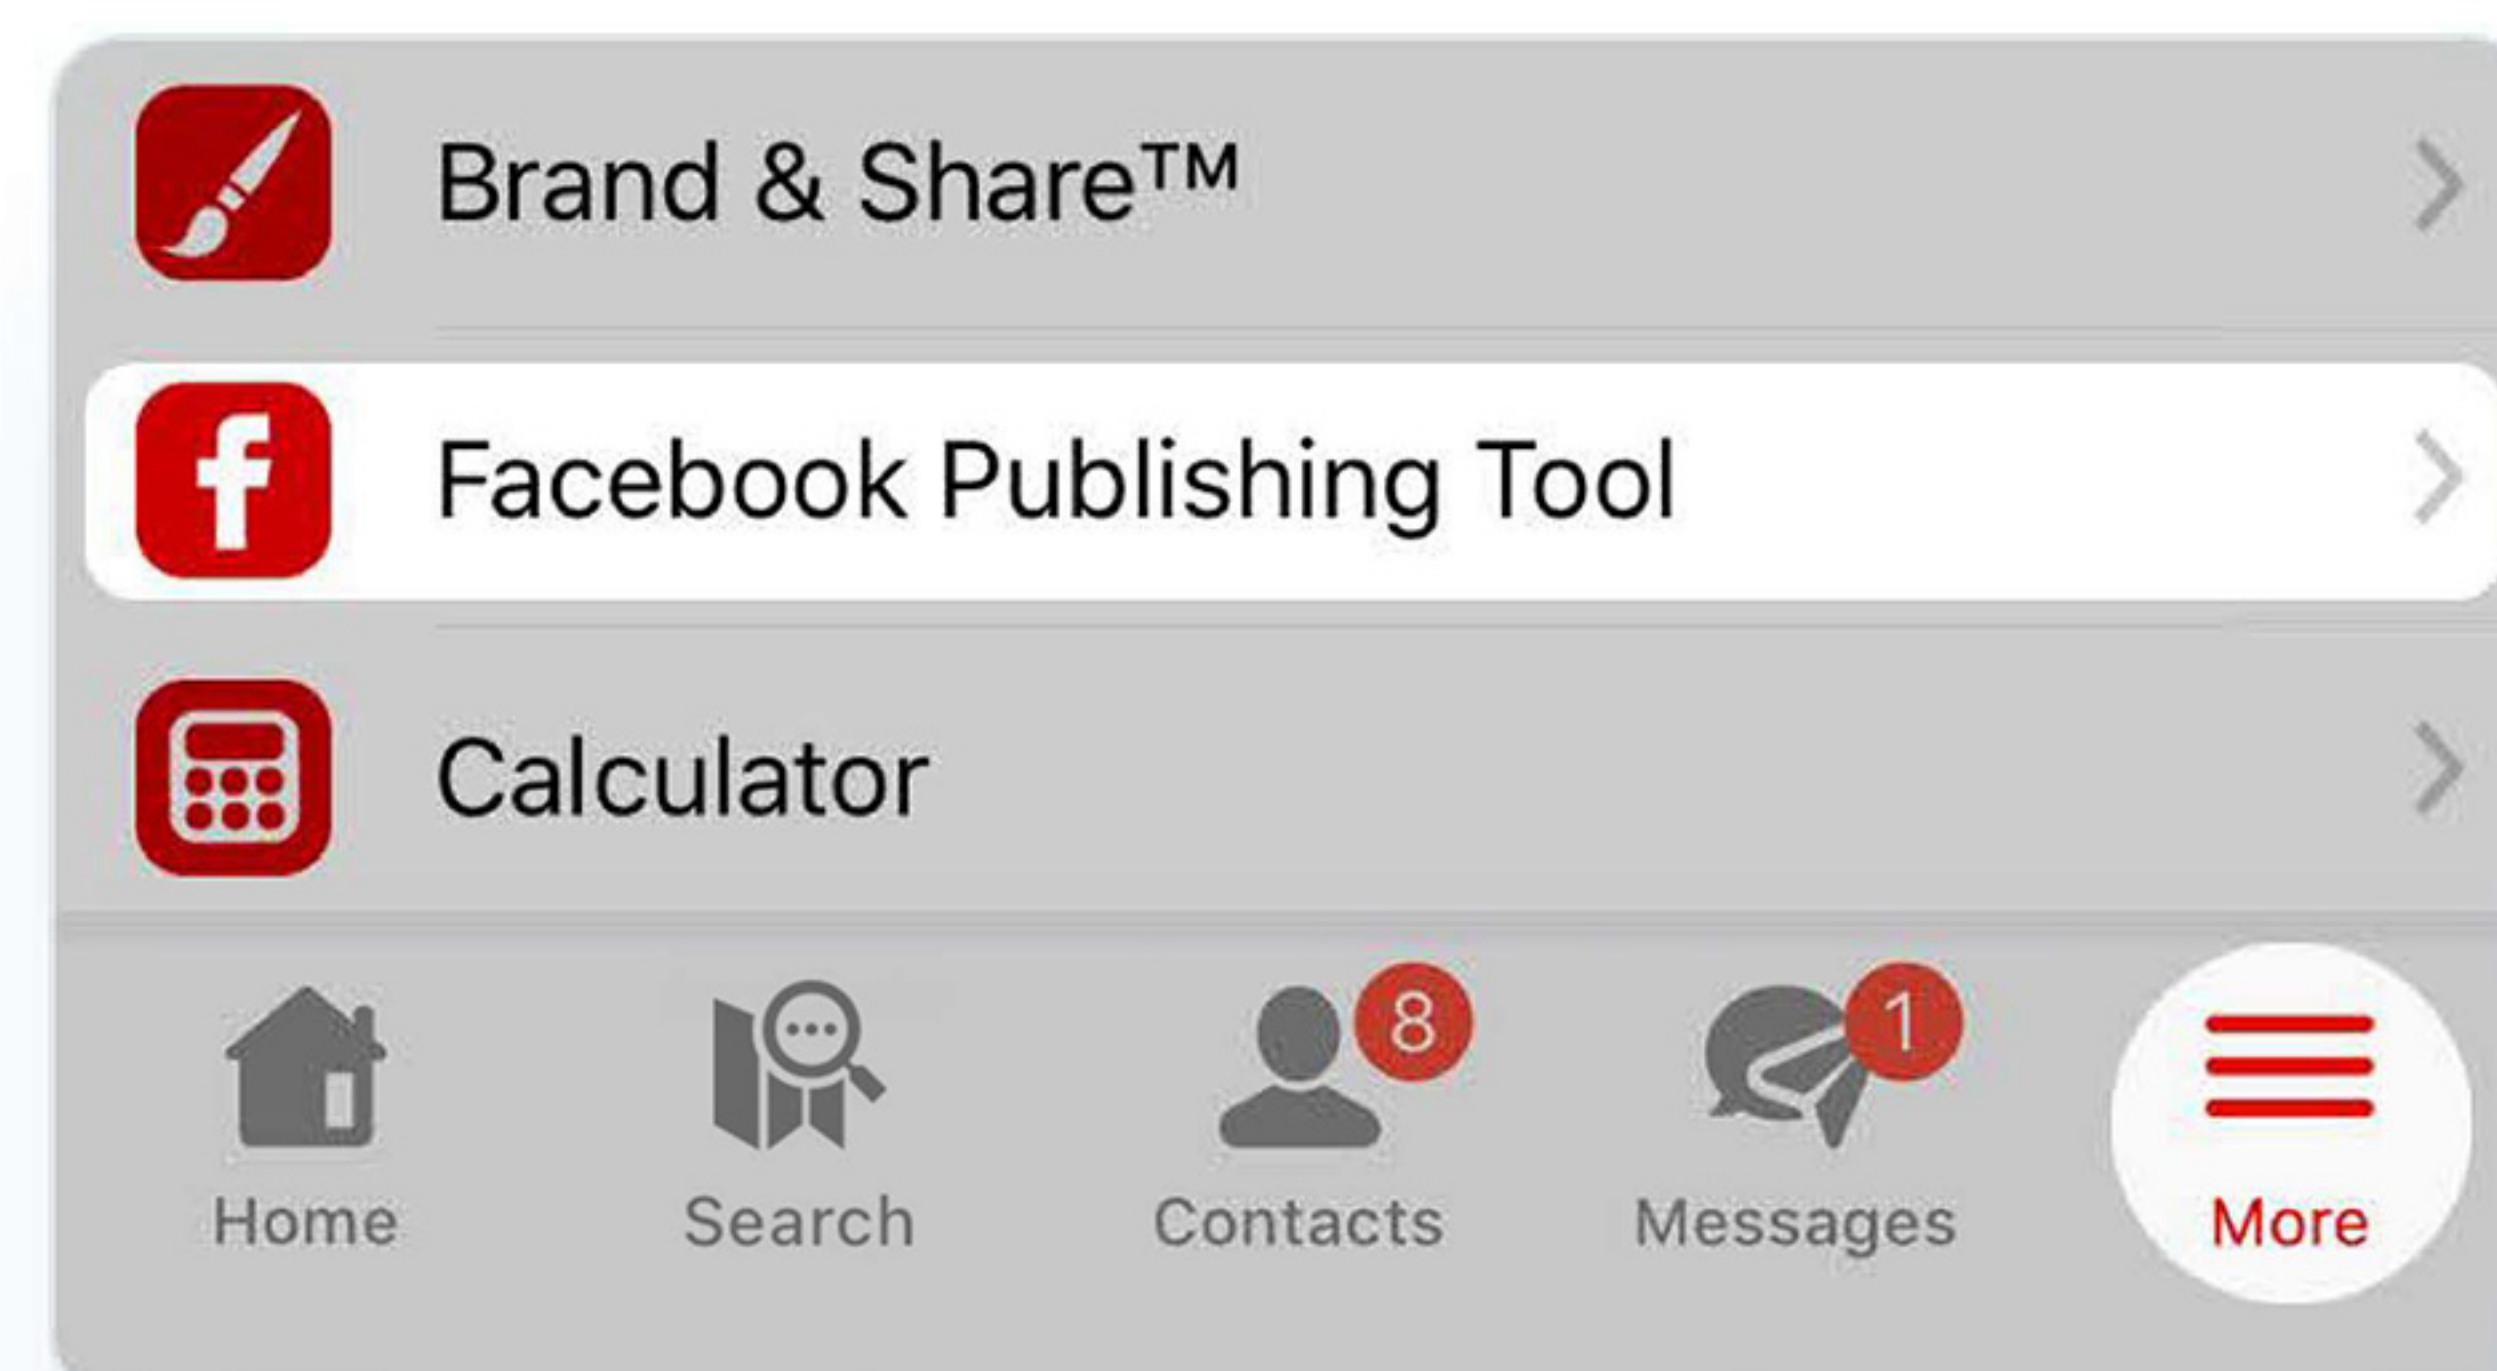 Brand & Share™
Facebook Publishing Tool
Calculator
8 1
Home Search Contacts Messages More